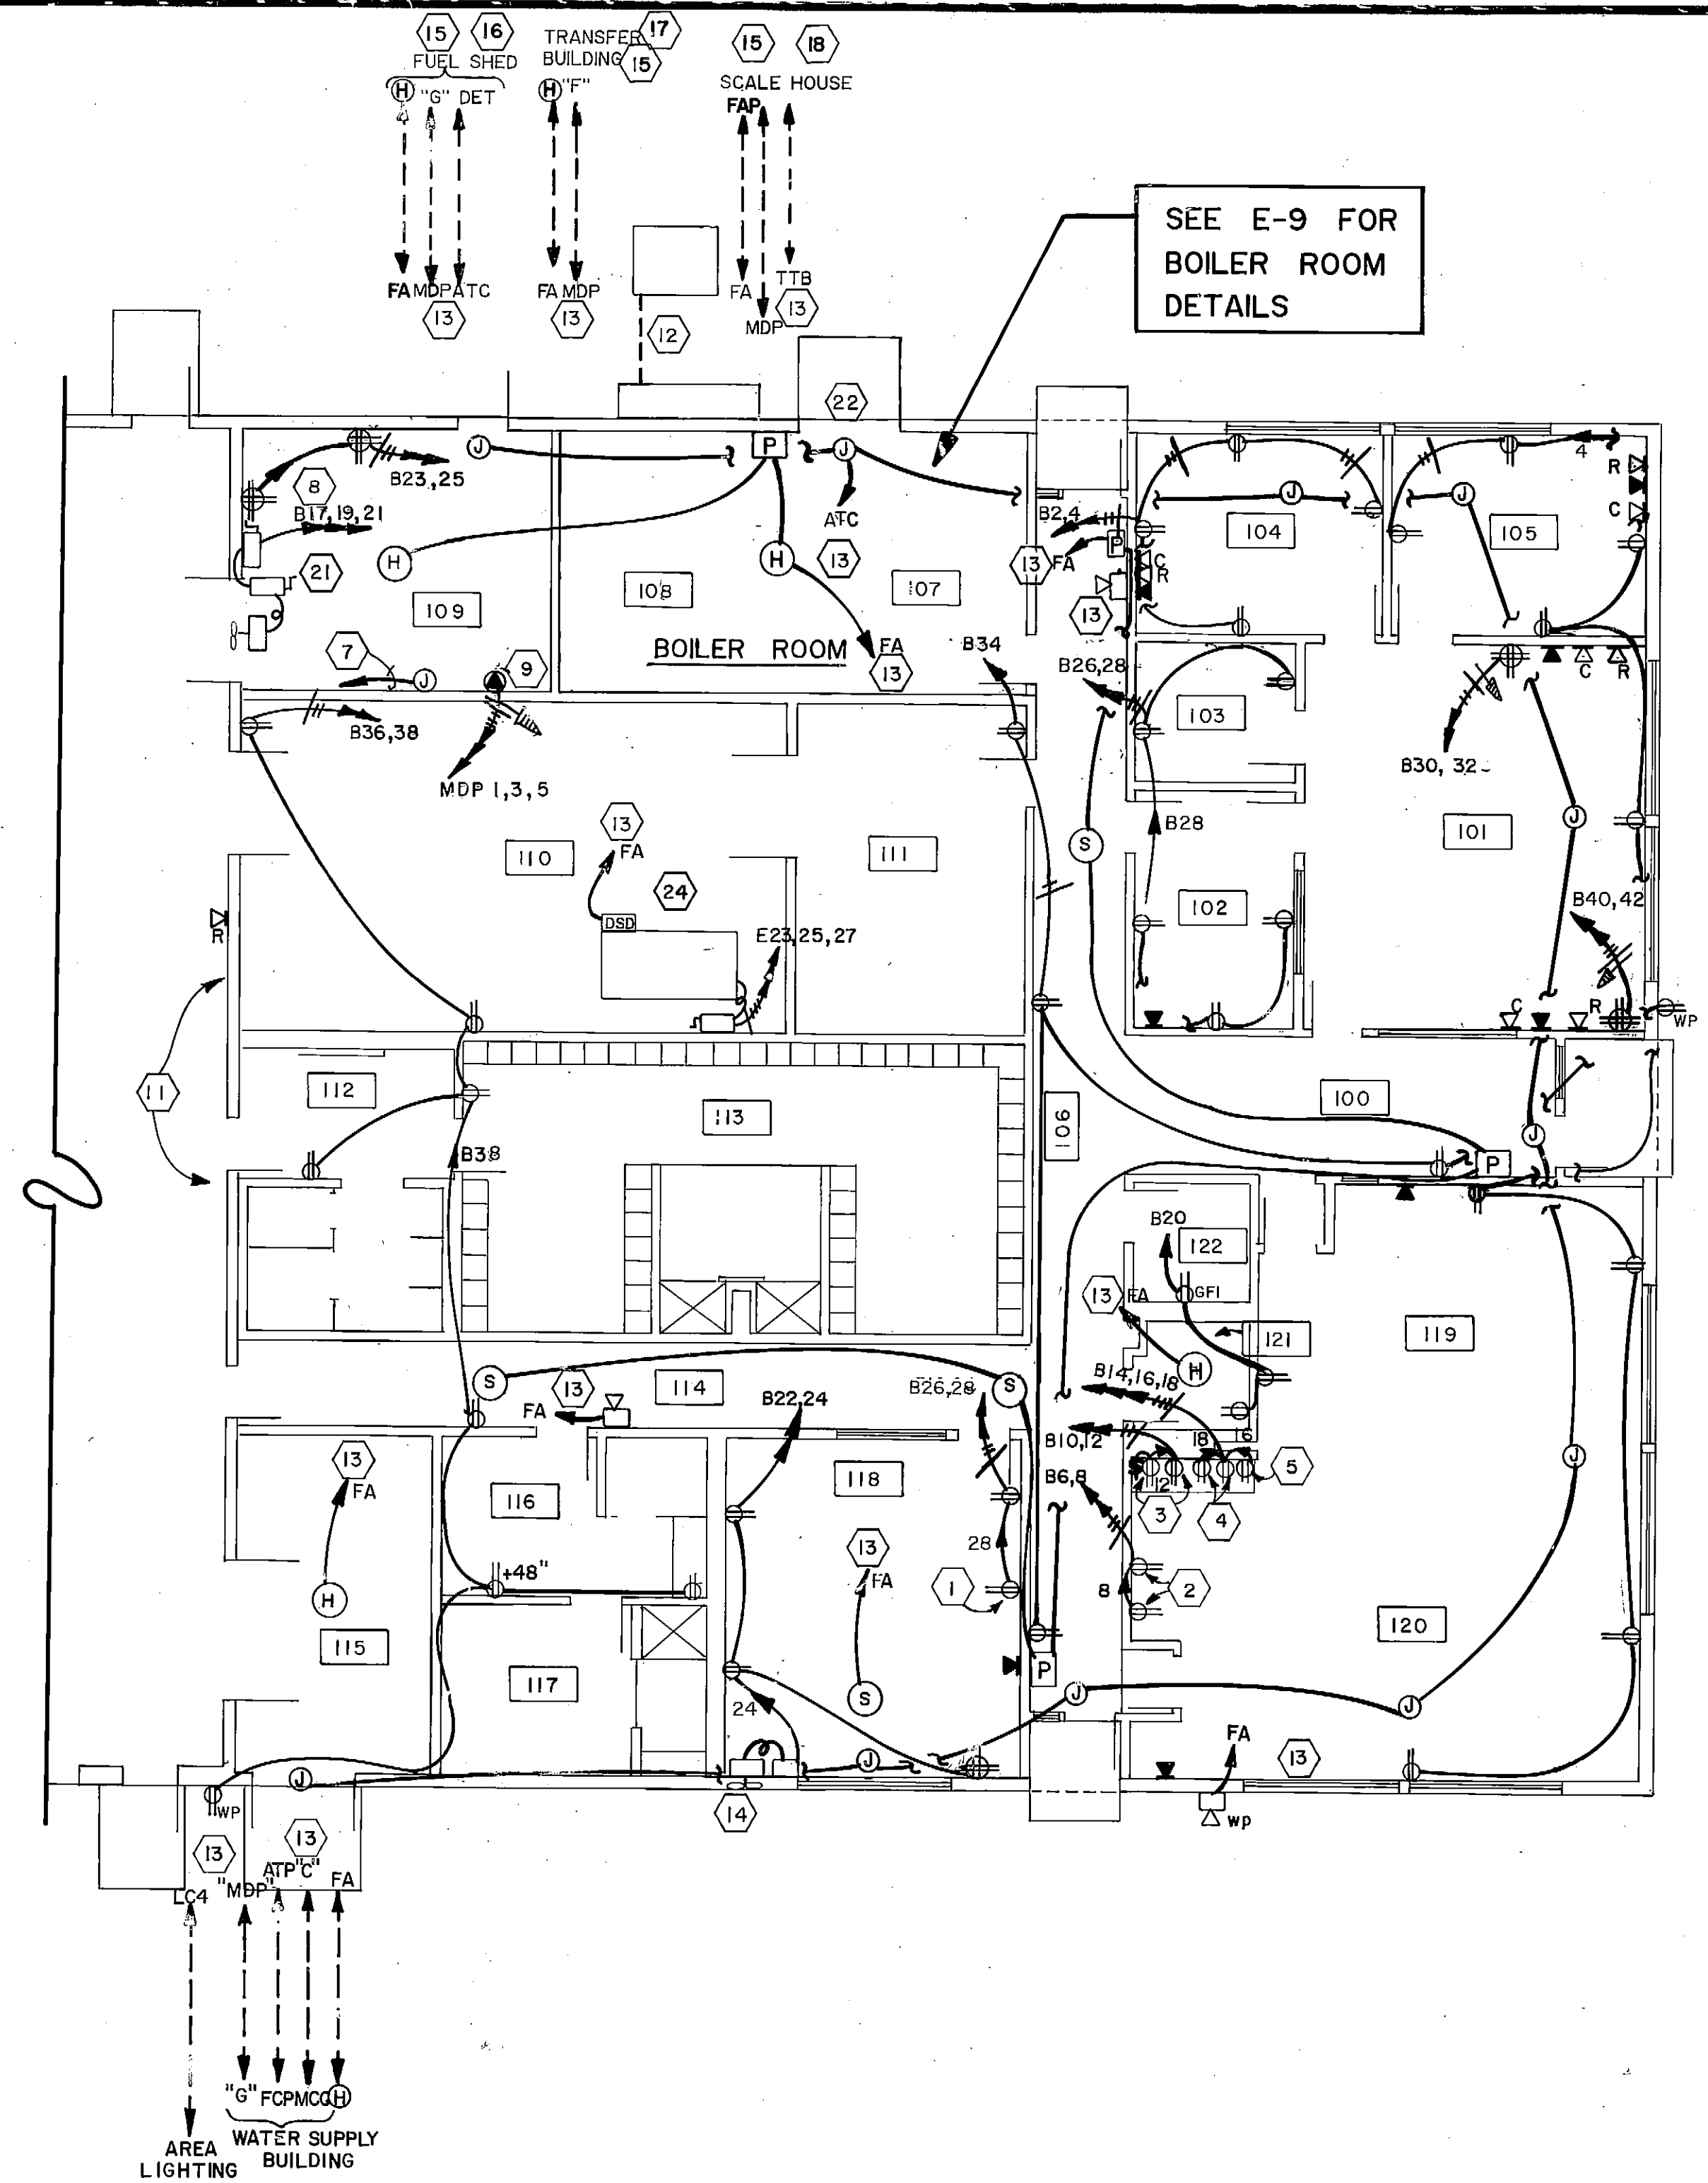 15 16 TRANSFER 17 15 18
FUEL SHED BUILDING 15 SCALE HOUSE
H "G" DET H "F" FAP
FA MDP ATC FA MDP FA TTB
13 13 MDP 13
12
SEE E-9 FOR
BOILER ROOM
DETAILS
22
J P J 4 R
B23,25
8 J J C
B17,19,21 ATC B2,4 104 105
H H 13 13 FA P C
21 R
108 107 13
109
BOILER ROOM FA B34
7 J 9 13 B26,28 C R
103
B36,38
B30, 32
MDP 1,3,5
13 J
FA B28 101
110 111 S
24 102 B40,42
R DSD
E23,25,27
C R WP
11 112 113 106 100
J
B38 P
B20
122
13 FA GFI
121 119
S 13 114 H
B22,24 B26,28 S B14,16,18
FA
B10,12 18 16
13 118 J
FA 116 B6,8 12 5
3 4
28 13
+48" FA 1 8 2
H
115 120
117 P
S J J
24 FA
13
J J
WP 14 wp
13 13
ATP "C" FA
LC4 "MDP"
"G" FCP MCC H
AREA WATER SUPPLY
LIGHTING BUILDING